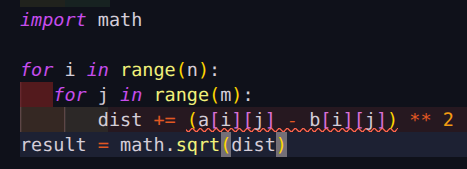 import math
for i in range(n):
for j in range(m):
dist += (a[i][j] - b[i][j]) ** 2
result = math.sqrt(dist)